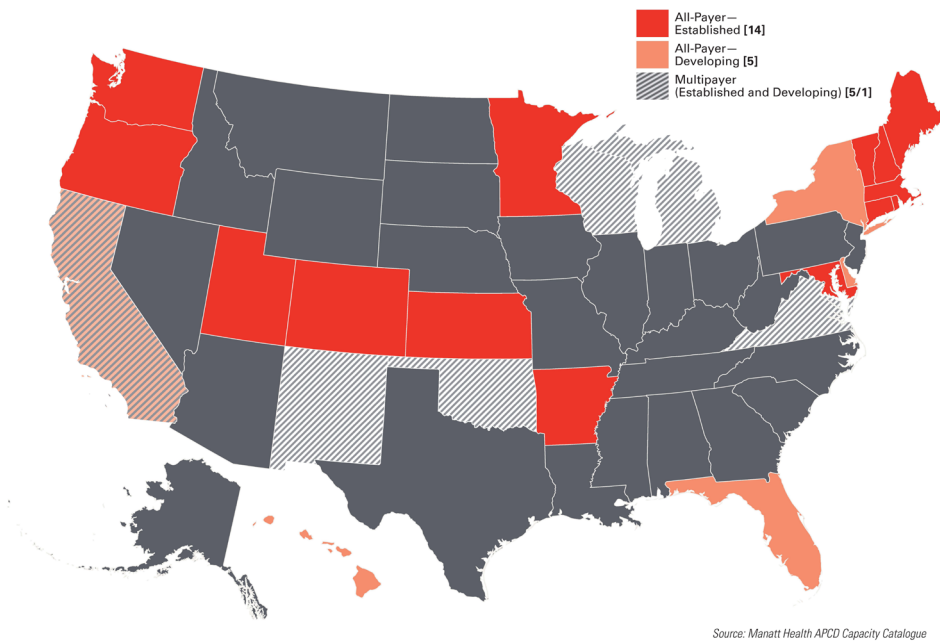 All-Payer—
Established [14]
All-Payer—
Developing [5]
Multipayer
(Established and Developing) [5/1]
Source: Manatt Health APCD Capacity Catalogue